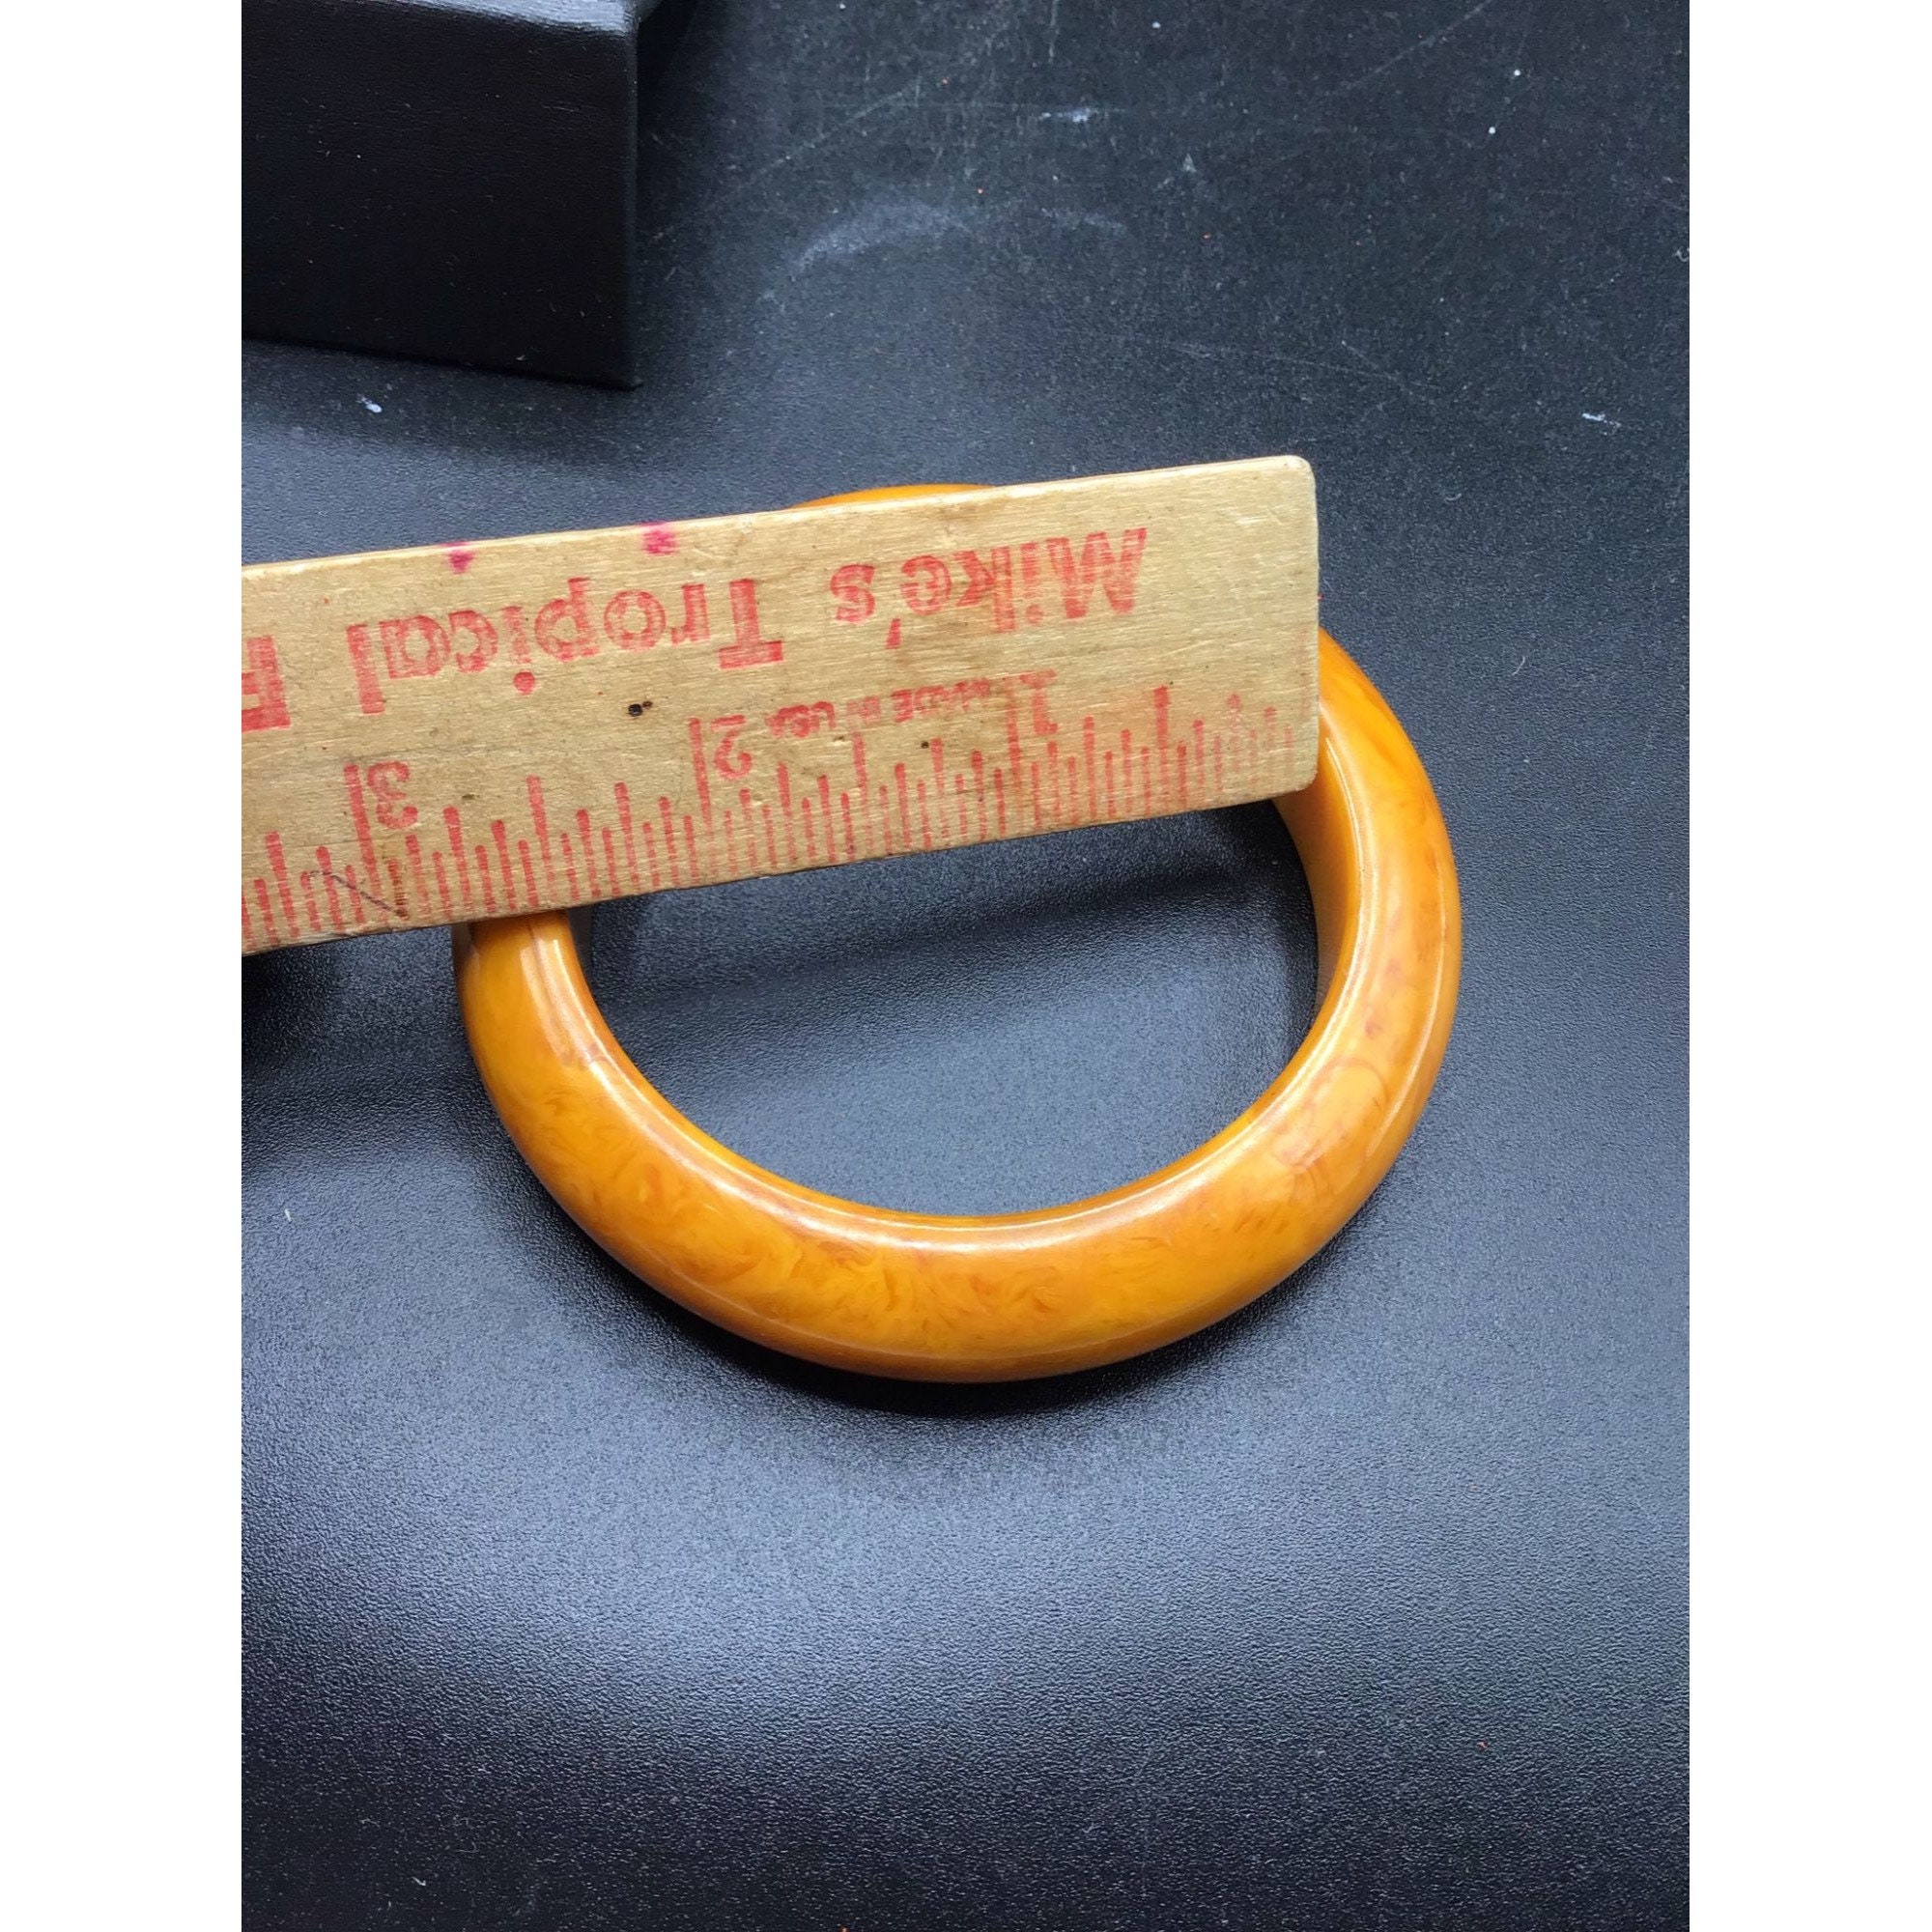 Mike's Tropical F
MADE IN USA
1 2 3